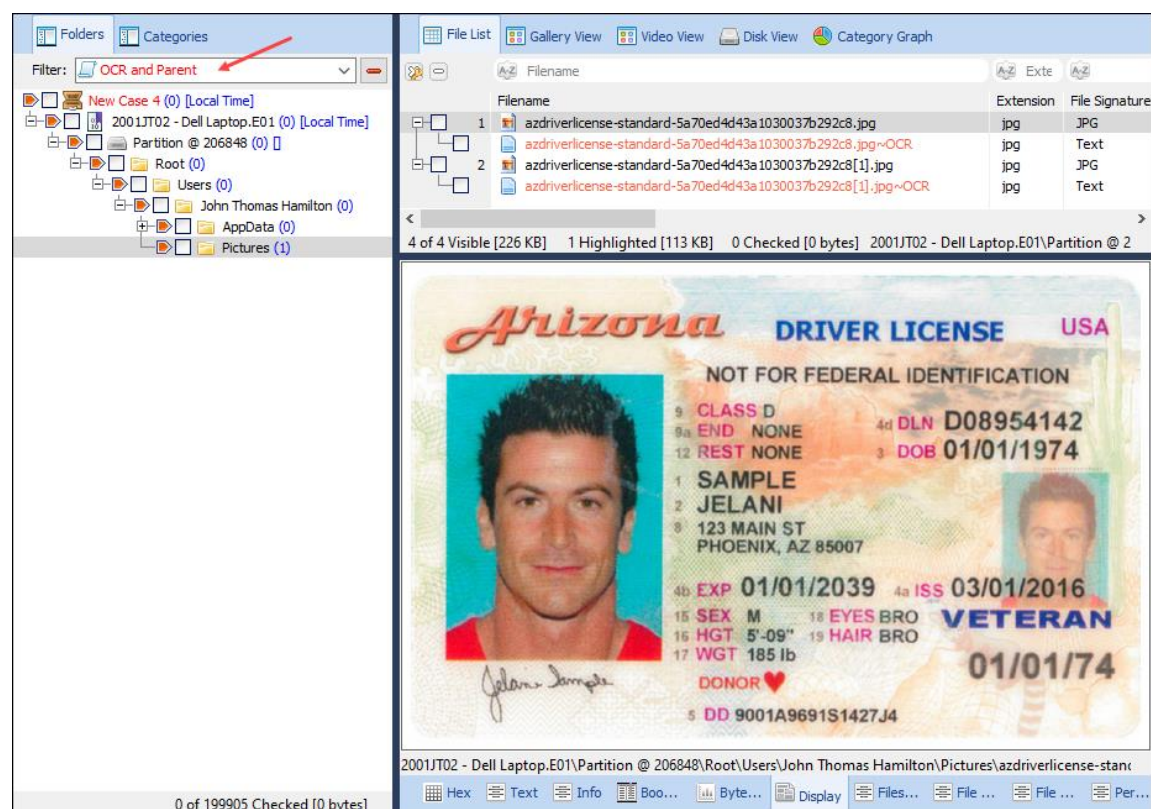 Folders Categories
Filter: OCR and Parent
New Case 4 (0) [Local Time]
2001JT02 - Dell Laptop.E01 (0) [Local Time]
Partition @ 206848 (0) []
Root (0)
Users (0)
John Thomas Hamilton (0)
AppData (0)
Pictures (1)
0 of 199905 Checked [0 bytes]
File List Gallery View Video View Disk View Category Graph
A-Z Filename A-Z Exte A-Z
Filename Extension File Signature
1 azdriverlicense-standard-5a70ed4d43a1030037b292c8.jpg jpg JPG
azdriverlicense-standard-5a70ed4d43a1030037b292c8.jpg~OCR jpg Text
2 azdriverlicense-standard-5a70ed4d43a1030037b292c8[1].jpg jpg JPG
azdriverlicense-standard-5a70ed4d43a1030037b292c8[1].jpg~OCR jpg Text
4 of 4 Visible [226 KB] 1 Highlighted [113 KB] 0 Checked [0 bytes] 2001JT02 - Dell Laptop.E01\Partition @ 2
Arizona DRIVER LICENSE USA
NOT FOR FEDERAL IDENTIFICATION
9 CLASS D
9a END NONE 4d DLN D08954142
12 REST NONE 3 DOB 01/01/1974
1 SAMPLE
2 JELANI
8 123 MAIN ST
PHOENIX, AZ 85007
4b EXP 01/01/2039 4a ISS 03/01/2016
15 SEX M 18 EYES BRO VETERAN
16 HGT 5'-09" 19 HAIR BRO
17 WGT 185 lb 01/01/74
Jelani Sample
DONOR
5 DD 9001A9691S1427J4
2001JT02 - Dell Laptop.E01\Partition @ 206848\Root\Users\John Thomas Hamilton\Pictures\azdriverlicense-stand
Hex Text Info Boo... Byte... Display Files... File ... File ... File ... Per...